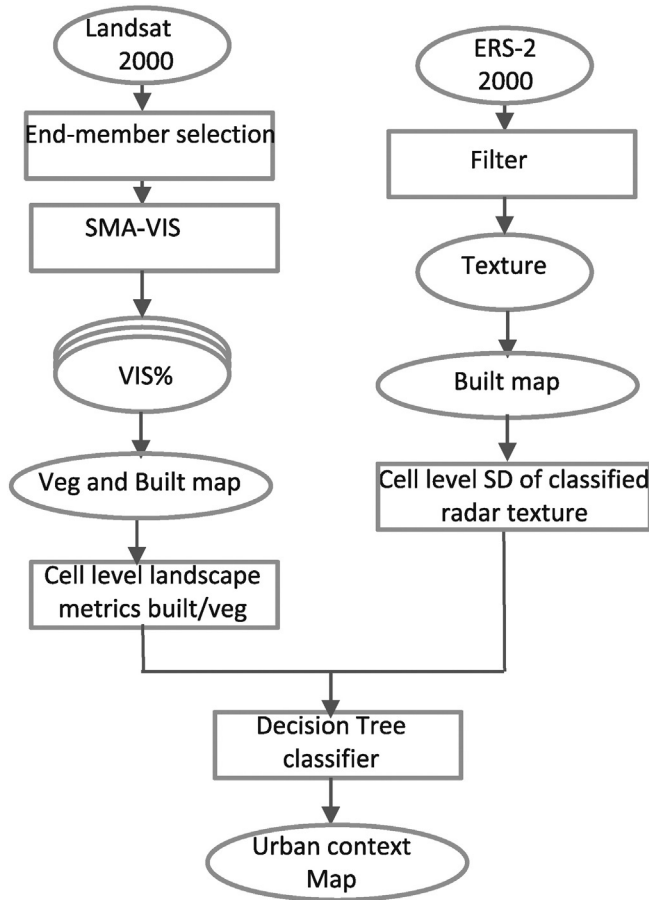 Landsat
2000
End-member selection
SMA-VIS
VIS%
Veg and Built map
Cell level landscape
metrics built/veg
ERS-2
2000
Filter
Texture
Built map
Cell level SD of classified
radar texture
Decision Tree
classifier
Urban context
Map